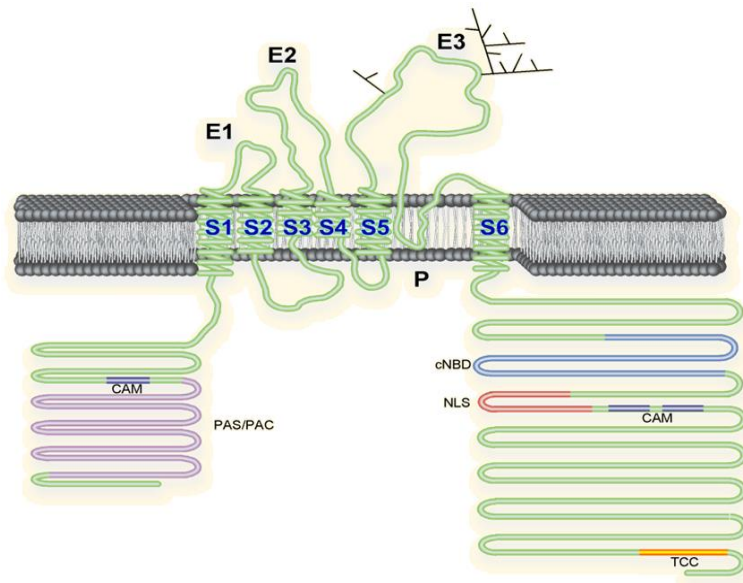 E3
E2
E1
S1 S2 S3 S4 S5 S6
P
cNBD
CAM
NLS
PAS/PAC CAM
TCC